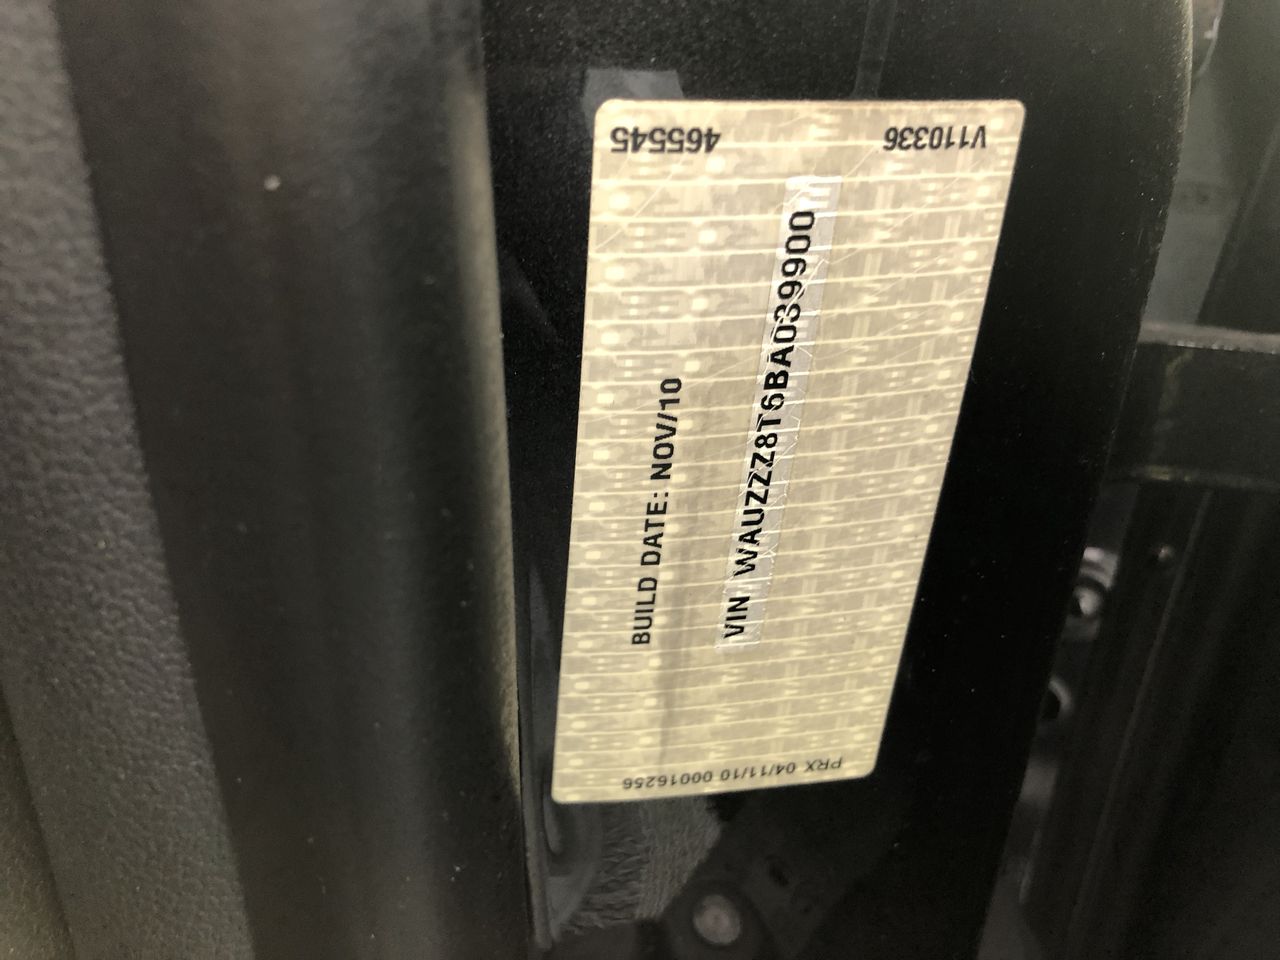 465545
V110336
BUILD DATE: NOV/10
VIN WAUZZZ8T6BA039900
PRX 04/11/10 00016256